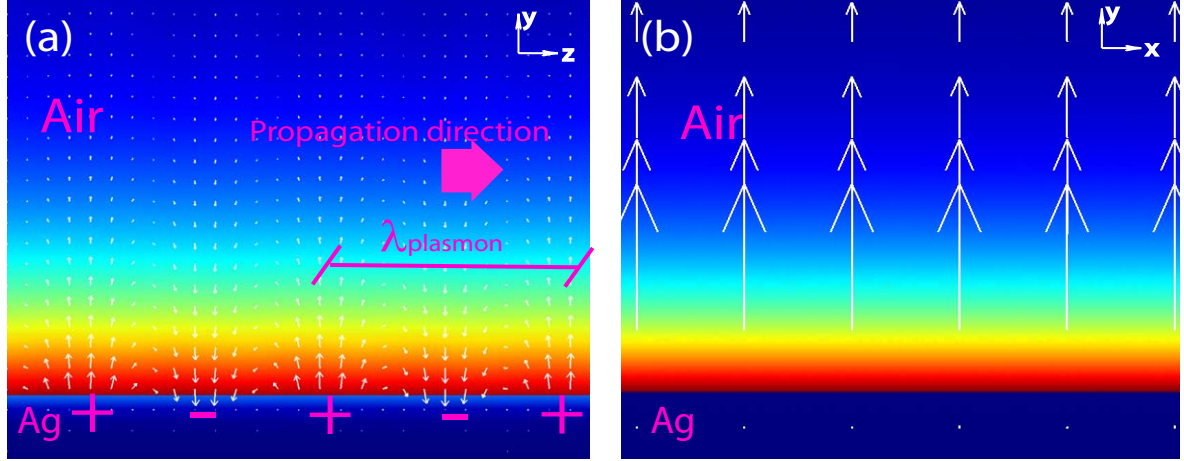 (a)
y
z
Air
Propagation direction
λplasmon
Ag
+ - + - +
(b)
y
x
Air
Ag